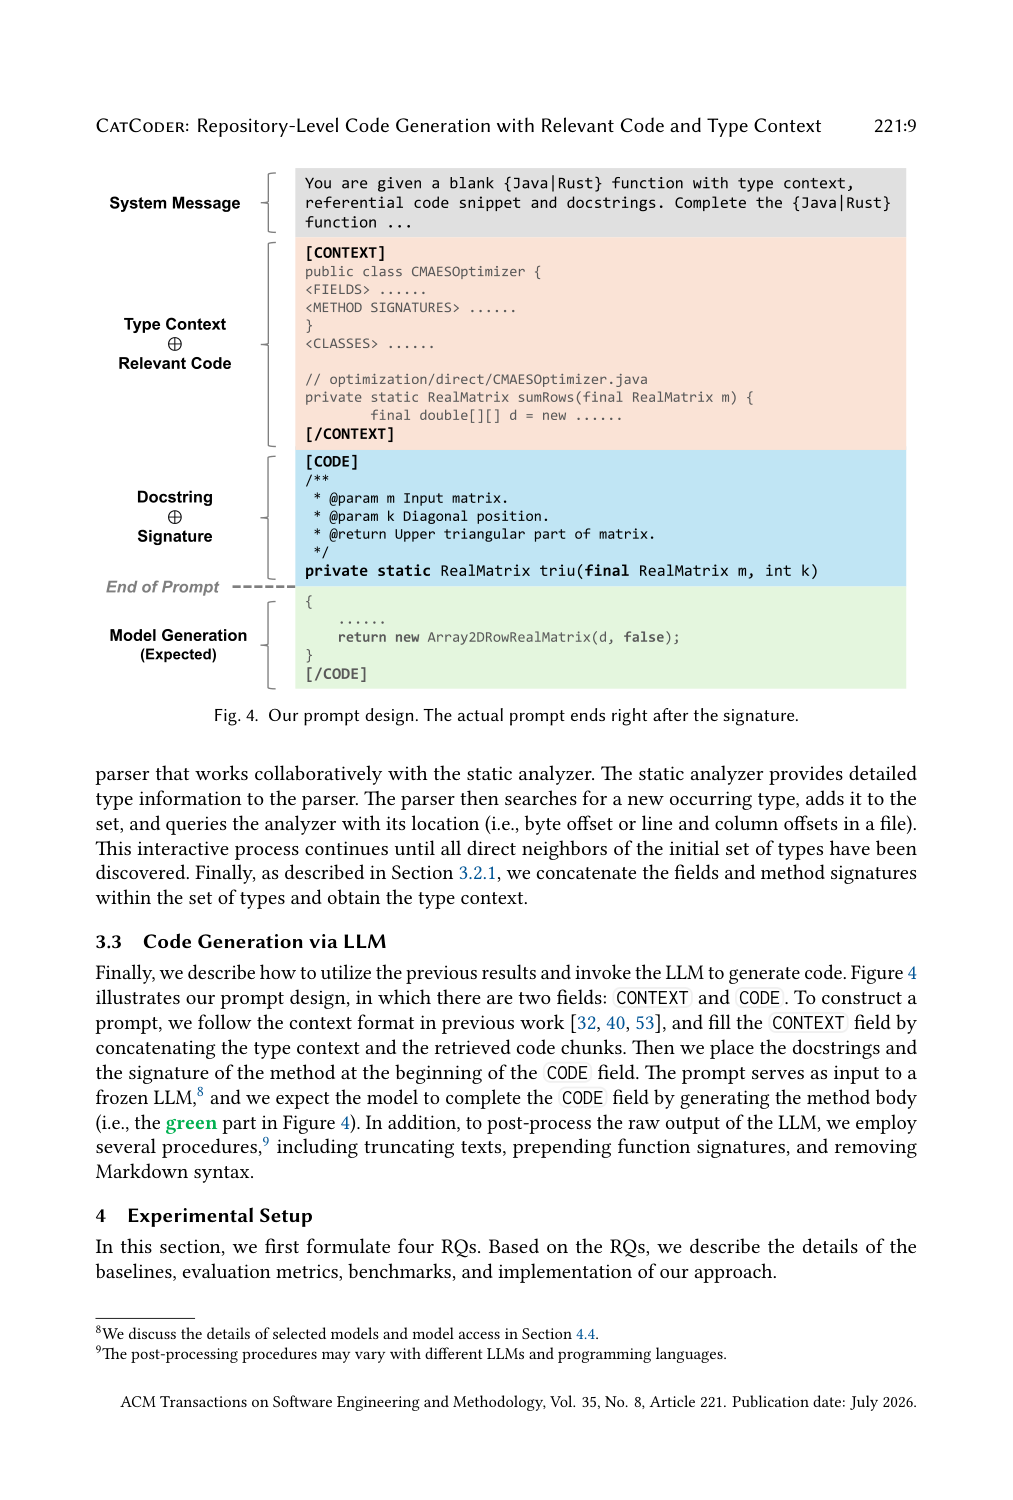 CatCoder: Repository-Level Code Generation with Relevant Code and Type Context 221:9
System Message
You are given a blank {Java|Rust} function with type context,
referential code snippet and docstrings. Complete the {Java|Rust}
function ...
Type Context
⊕
Relevant Code
[CONTEXT]
public class CMAESOptimizer {
<FIELDS> ......
<METHOD SIGNATURES> ......
}
<CLASSES> ......
// optimization/direct/CMAESOptimizer.java
private static RealMatrix sumRows(final RealMatrix m) {
final double[][] d = new ......
[/CONTEXT]
Docstring
⊕
Signature
[CODE]
/**
* @param m Input matrix.
* @param k Diagonal position.
* @return Upper triangular part of matrix.
*/
private static RealMatrix triu(final RealMatrix m, int k)
End of Prompt
Model Generation
(Expected)
{
......
return new Array2DRowRealMatrix(d, false);
}
[/CODE]
Fig. 4. Our prompt design. The actual prompt ends right after the signature.
parser that works collaboratively with the static analyzer. The static analyzer provides detailed
type information to the parser. The parser then searches for a new occurring type, adds it to the
set, and queries the analyzer with its location (i.e., byte offset or line and column offsets in a file).
This interactive process continues until all direct neighbors of the initial set of types have been
discovered. Finally, as described in Section 3.2.1, we concatenate the fields and method signatures
within the set of types and obtain the type context.
3.3 Code Generation via LLM
Finally, we describe how to utilize the previous results and invoke the LLM to generate code. Figure 4
illustrates our prompt design, in which there are two fields: CONTEXT and CODE. To construct a
prompt, we follow the context format in previous work [32, 40, 53], and fill the CONTEXT field by
concatenating the type context and the retrieved code chunks. Then we place the docstrings and
the signature of the method at the beginning of the CODE field. The prompt serves as input to a
frozen LLM,⁸ and we expect the model to complete the CODE field by generating the method body
(i.e., the green part in Figure 4). In addition, to post-process the raw output of the LLM, we employ
several procedures,⁹ including truncating texts, prepending function signatures, and removing
Markdown syntax.
4 Experimental Setup
In this section, we first formulate four RQs. Based on the RQs, we describe the details of the
baselines, evaluation metrics, benchmarks, and implementation of our approach.
⁸We discuss the details of selected models and model access in Section 4.4.
⁹The post-processing procedures may vary with different LLMs and programming languages.
ACM Transactions on Software Engineering and Methodology, Vol. 35, No. 8, Article 221. Publication date: July 2026.